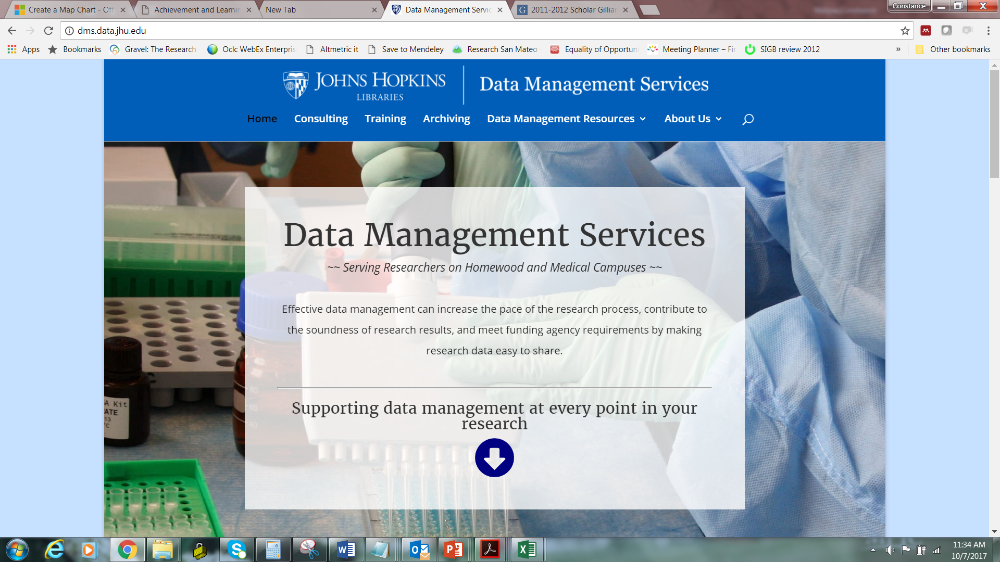 Create a Map Chart - Off
Achievement and Learnin
New Tab
Data Management Servic
G 2011-2012 Scholar Gillian
Constance
dms.data.jhu.edu
Apps
Bookmarks
Gravel: The Research
Oclc WebEx Enterpris
Altmetric it
Save to Mendeley
Research San Mateo
Equality of Opportuni
Meeting Planner – Fin
SIGB review 2012
»
Other bookmarks
JOHNS HOPKINS
LIBRARIES
Data Management Services
Home
Consulting
Training
Archiving
Data Management Resources
About Us
Data Management Services
~~ Serving Researchers on Homewood and Medical Campuses ~~
Effective data management can increase the pace of the research process, contribute to
the soundness of research results, and meet funding agency requirements by making
research data easy to share.
80
60
40
A Kit
ATE
13
°C
Supporting data management at every point in your
research
11:34 AM
10/7/2017